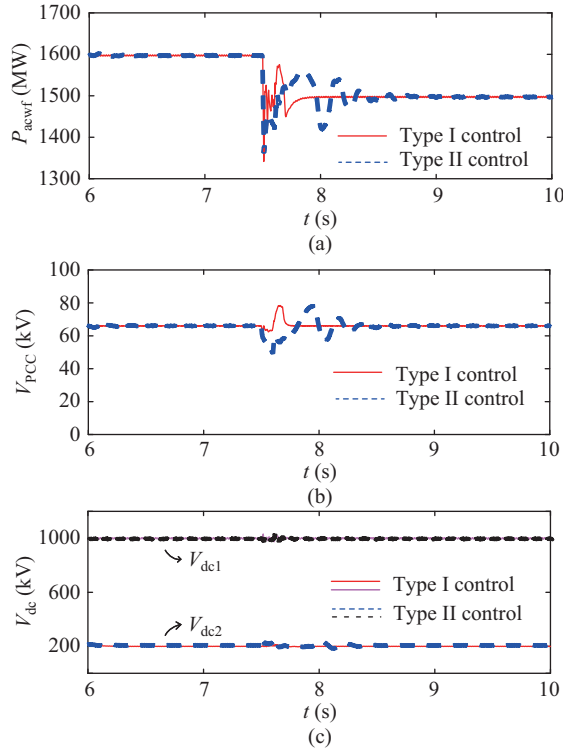 1600
1500
1400
1300
P_acwf (MW)
Type I control
Type II control
6 7 8 9 10
t (s)
(a)
100
80
60
40
20
0
V_PCC (kV)
Type I control
Type II control
6 7 8 9 10
t (s)
(b)
1000
600
200
V_dc (kV)
V_dc1
V_dc2
Type I control
Type II control
6 7 8 9 10
t (s)
(c)